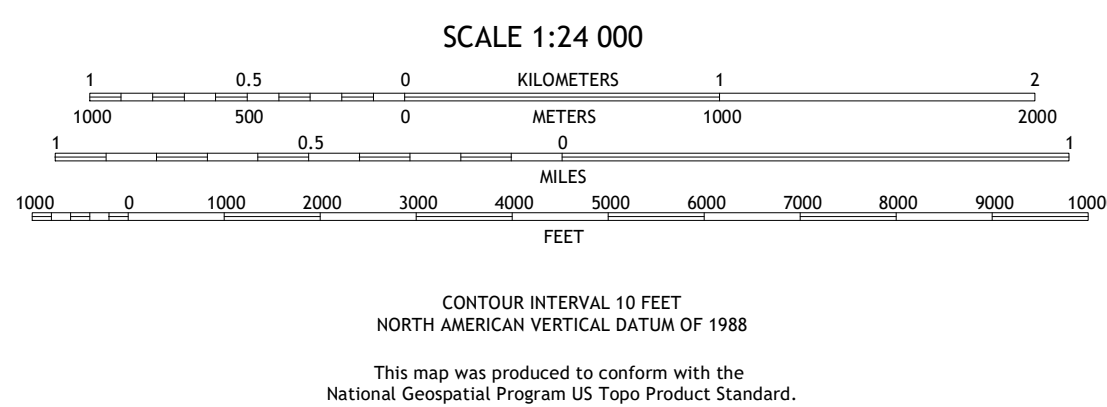 SCALE 1:24 000
1 0.5 0 KILOMETERS 1 2
1000 500 0 METERS 1000 2000
1 0.5 0 1
MILES
1000 0 1000 2000 3000 4000 5000 6000 7000 8000 9000 1000
FEET
CONTOUR INTERVAL 10 FEET
NORTH AMERICAN VERTICAL DATUM OF 1988
This map was produced to conform with the
National Geospatial Program US Topo Product Standard.